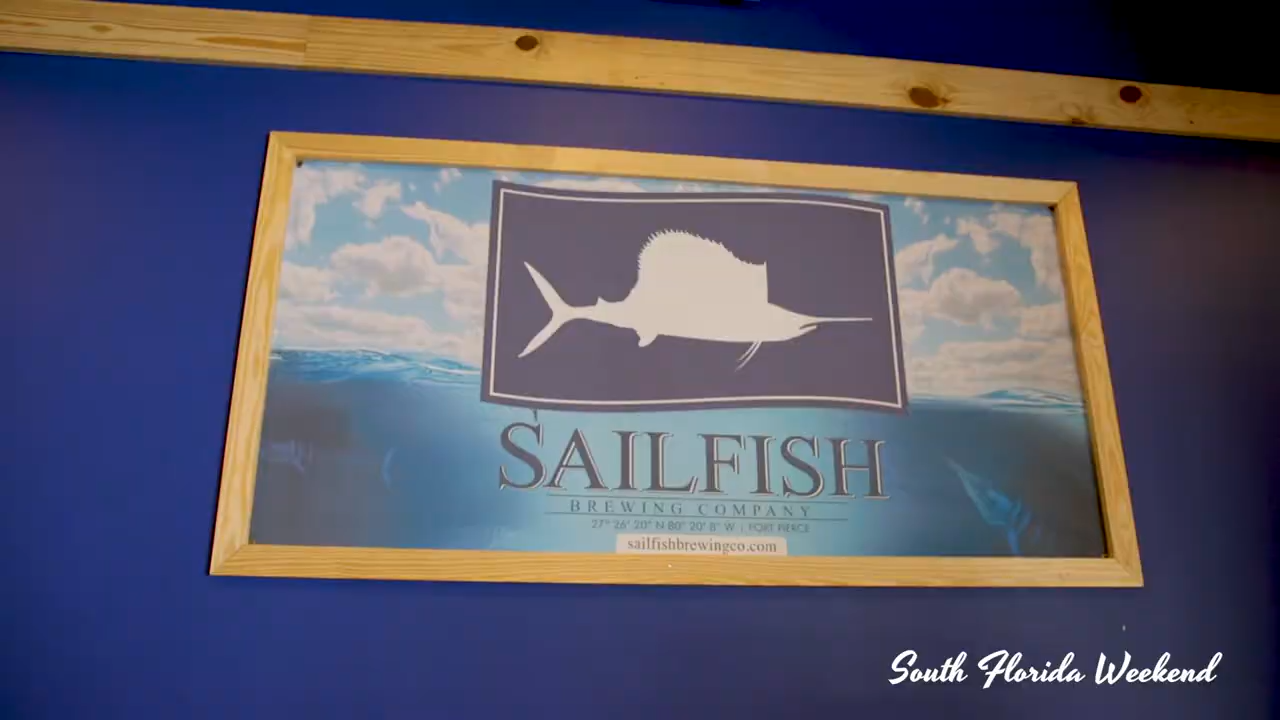 SAILFISH
BREWING COMPANY
27° 26' 20" N 80° 20' 8" W | FORT PIERCE
sailfishbrewingco.com
South Florida Weekend